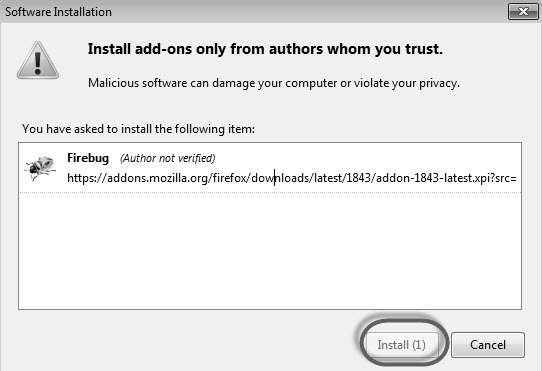 Software Installation
Install add-ons only from authors whom you trust.
Malicious software can damage your computer or violate your privacy.
You have asked to install the following item:
Firebug (Author not verified)
https://addons.mozilla.org/firefox/downloads/latest/1843/addon-1843-latest.xpi?src=
Install (1)
Cancel